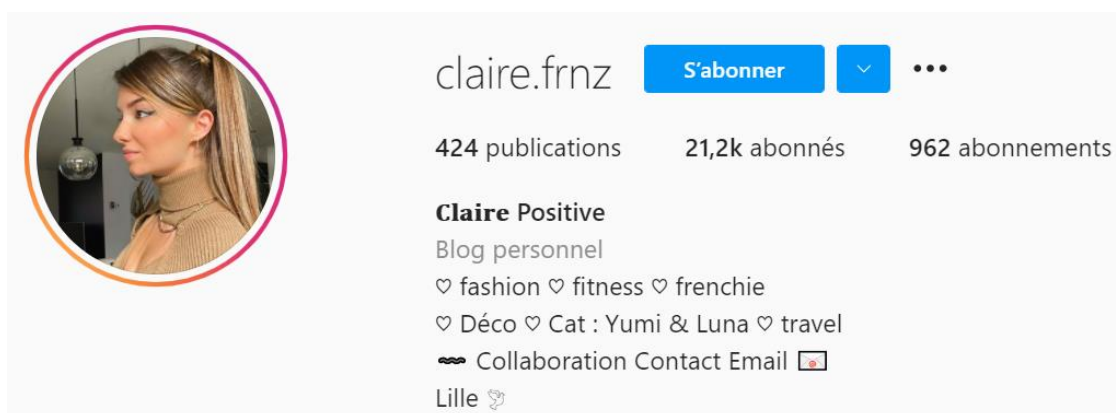 claire.frnz S'abonner
424 publications 21,2k abonnés 962 abonnements
Claire Positive
Blog personnel
♡ fashion ♡ fitness ♡ frenchie
♡ Déco ♡ Cat : Yumi & Luna ♡ travel
〰 Collaboration Contact Email 💌
Lille 🕊